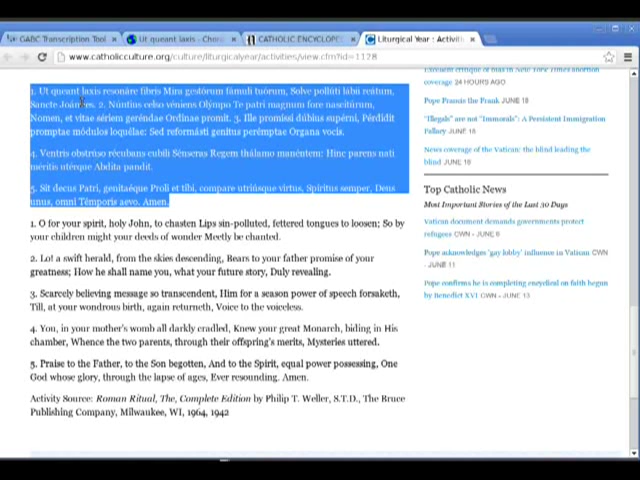 GABC Transcription Tool
Ut queant laxis - Choral
CATHOLIC ENCYCLOPE
Liturgical Year : Activiti
www.catholicculture.org/culture/liturgicalyear/activities/view.cfm?id=1128
1. Ut queant laxis resonáre fibris Mira gestórum fámuli tuórum, Solve pollúti lábii reátum,
Sancte Joánnes. 2. Núntius celso véniens Olýmpo Te patri magnum fore nascitúrum,
Nomen, et vitae sériem geréndae Ordine promit. 3. Ille promíssi dúbius supérni, Pérdidit
promptae módulos loquélae: Sed reformásti genitus perémptae Organa vocis.
4. Ventris obstrúso récubans cubíli Sénseras Regem thálamo manéntem: Hinc parens nati
méritis utérque Abdita pandit.
5. Sit decus Patri, genitaéque Proli et tibi, compare utriúsque virtus, Spíritus semper, Deus
unus, omni Témporis aevo. Amen.
1. O for your spirit, holy John, to chasten Lips sin-polluted, fettered tongues to loosen; So by
your children might your deeds of wonder Meetly be chanted.
2. Lo! a swift herald, from the skies descending, Bears to your father promise of your
greatness; How he shall name you, what your future story, Duly revealing.
3. Scarcely believing message so transcendent, Him for a season power of speech forsaketh,
Till, at your wondrous birth, again returneth, Voice to the voiceless.
4. You, in your mother's womb all darkly cradled, Knew your great Monarch, biding in His
chamber, Whence the two parents, through their offspring's merits, Mysteries uttered.
5. Praise to the Father, to the Son begotten, And to the Spirit, equal power possessing, One
God whose glory, through the lapse of ages, Ever resounding. Amen.
Activity Source: Roman Ritual, The, Complete Edition by Philip T. Weller, S.T.D., The Bruce
Publishing Company, Milwaukee, WI, 1964, 1942
Extreme critique of bias in New York Times abortion
coverage 24 HOURS AGO
Pope Francis the Frank JUNE 18
"Illegals" are not "Immorals": A Persistent Immigration
Fallacy JUNE 18
News coverage of the Vatican: the blind leading the
blind JUNE 18
Top Catholic News
Most Important Stories of the Last 30 Days
Vatican document demands governments protect
refugees CWN - JUNE 6
Pope acknowledges 'gay lobby' influence in Vatican CWN
- JUNE 11
Pope confirms he is completing encyclical on faith begun
by Benedict XVI CWN - JUNE 13